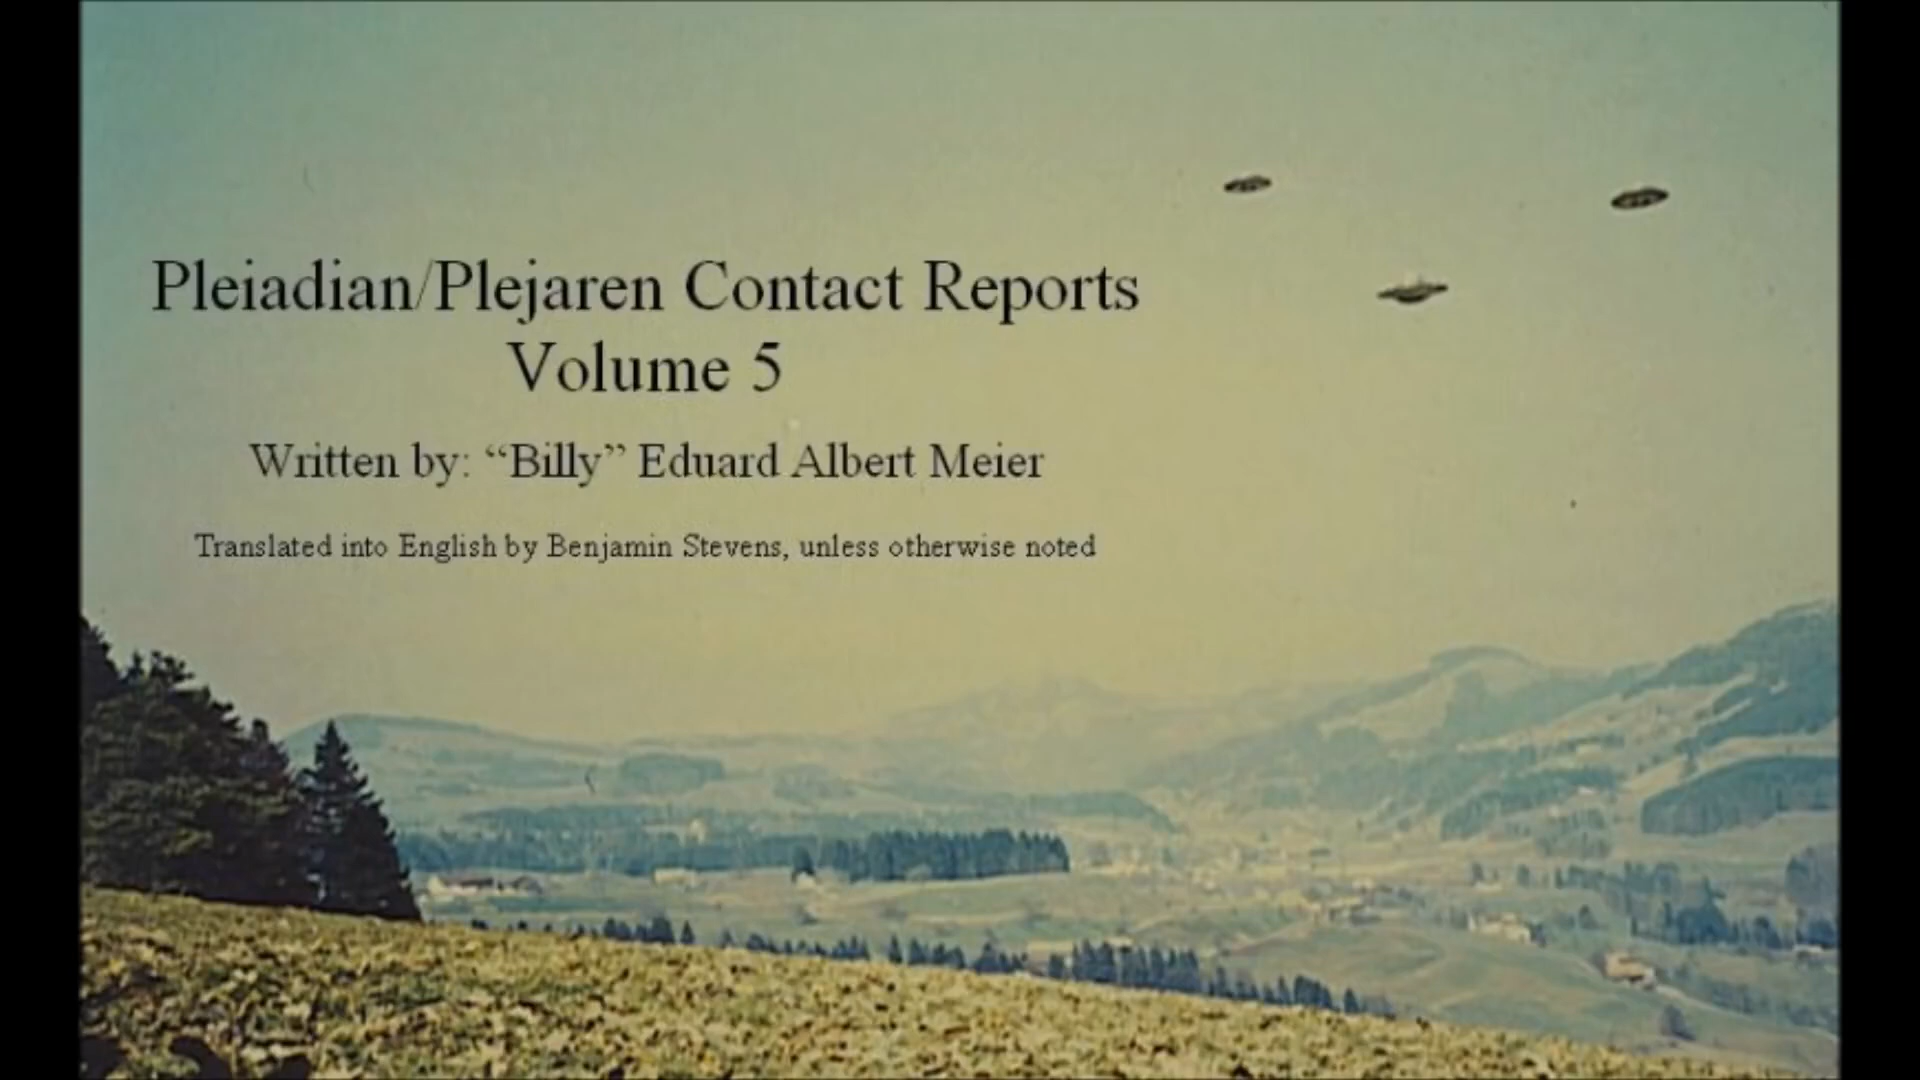 Pleiadian/Plejaren Contact Reports
Volume 5
Written by: “Billy” Eduard Albert Meier
Translated into English by Benjamin Stevens, unless otherwise noted